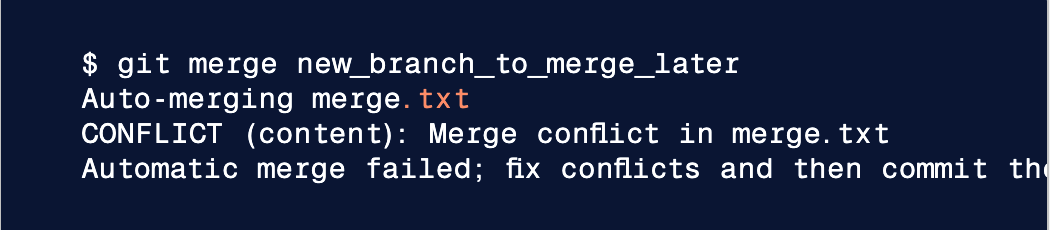 $ git merge new_branch_to_merge_later
Auto-merging merge.txt
CONFLICT (content): Merge conflict in merge.txt
Automatic merge failed; fix conflicts and then commit the